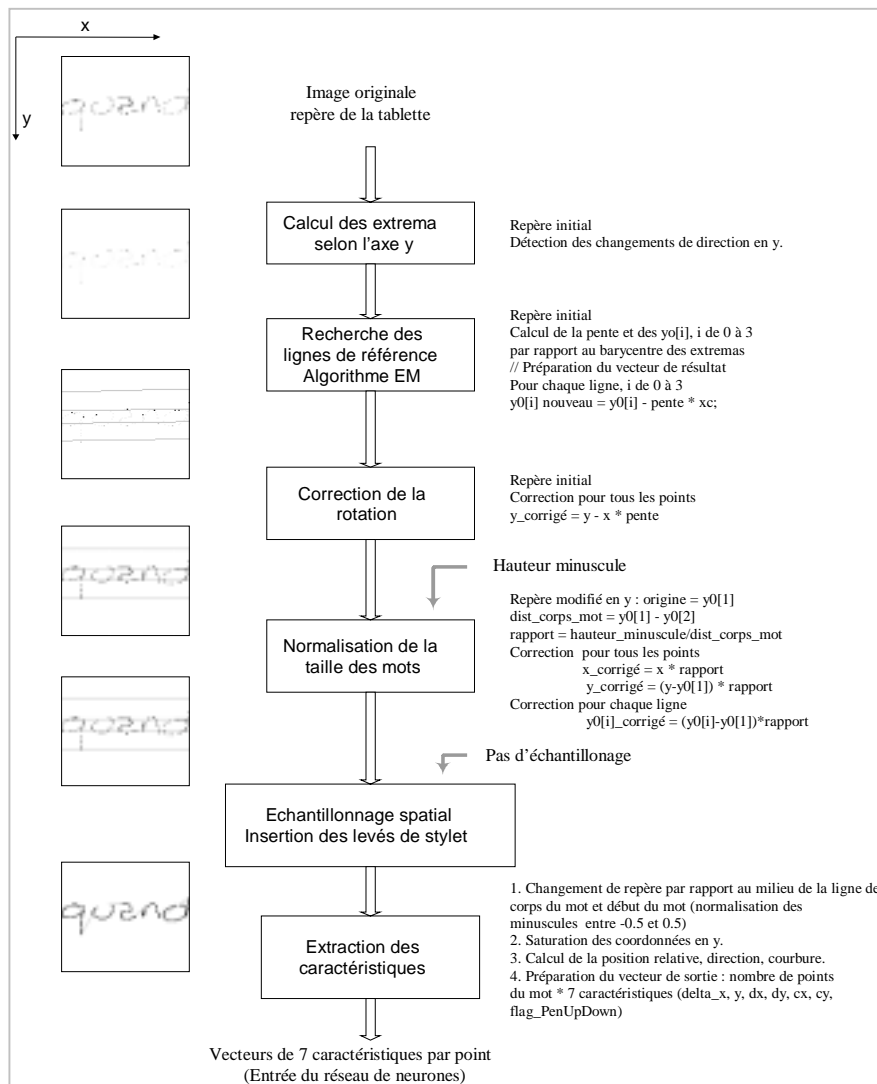 x
y
quand
Image originale
repère de la tablette
Calcul des extrema
selon l'axe y
Repère initial
Détection des changements de direction en y.
Recherche des
lignes de référence
Algorithme EM
Repère initial
Calcul de la pente et des yo[i], i de 0 à 3
par rapport au barycentre des extremas
// Préparation du vecteur de résultat
Pour chaque ligne, i de 0 à 3
y0[i] nouveau = y0[i] - pente * xc;
Correction de la
rotation
Repère initial
Correction pour tous les points
y_corrigé = y - x * pente
quand
Hauteur minuscule
Normalisation de la
taille des mots
Repère modifié en y : origine = y0[1]
dist_corps_mot = y0[1] - y0[2]
rapport = hauteur_minuscule/dist_corps_mot
Correction pour tous les points
x_corrigé = x * rapport
y_corrigé = (y-y0[1]) * rapport
Correction pour chaque ligne
y0[i]_corrigé = (y0[i]-y0[1])*rapport
quand
Pas d'échantillonage
Echantillonnage spatial
Insertion des levés de stylet
quand
Extraction des
caractéristiques
1. Changement de repère par rapport au milieu de la ligne de
corps du mot et début du mot (normalisation des
minuscules entre -0.5 et 0.5)
2. Saturation des coordonnées en y.
3. Calcul de la position relative, direction, courbure.
4. Préparation du vecteur de sortie : nombre de points
du mot * 7 caractéristiques (delta_x, y, dx, dy, cx, cy,
flag_PenUpDown)
Vecteurs de 7 caractéristiques par point
(Entrée du réseau de neurones)